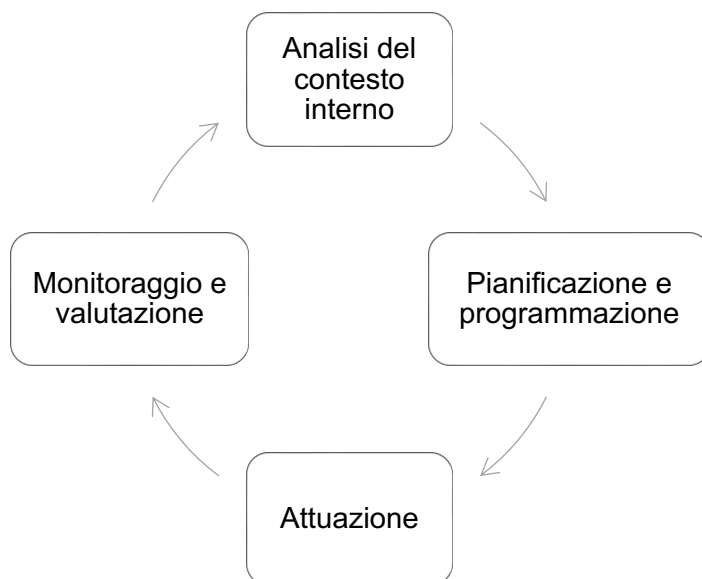 Analisi del
contesto
interno
Monitoraggio e
valutazione
Pianificazione e
programmazione
Attuazione